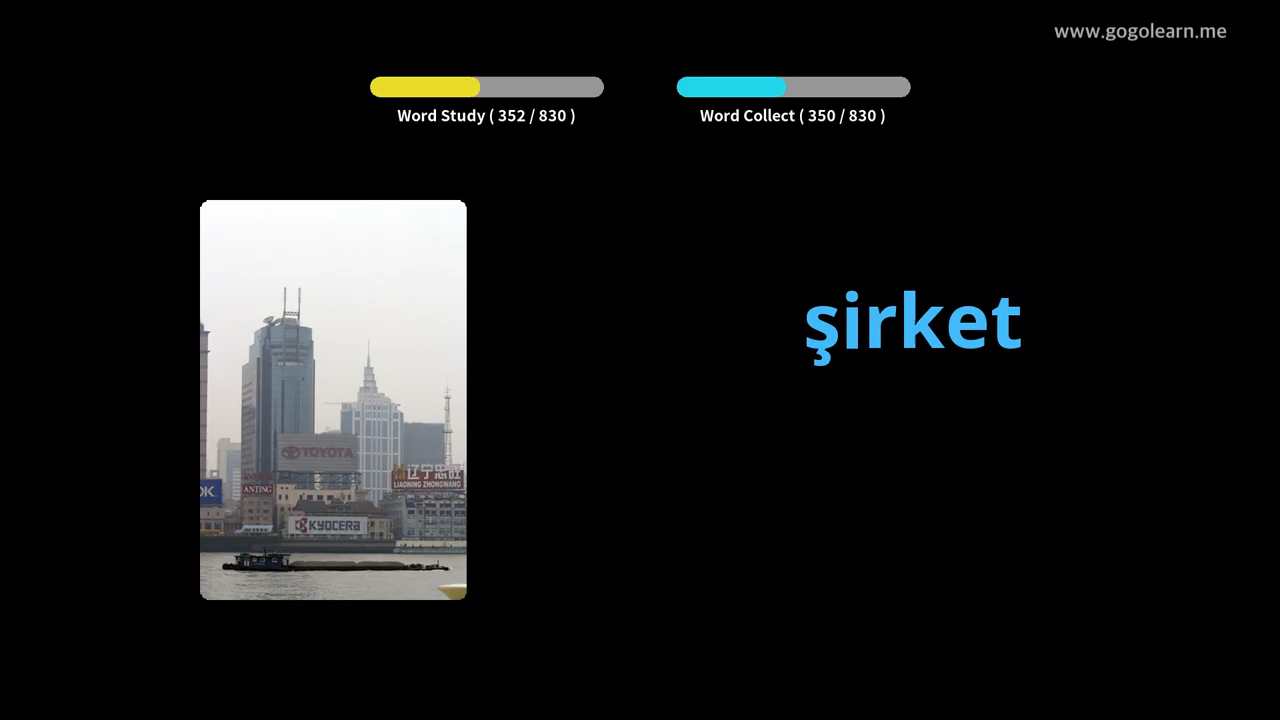 www.gogolearn.me
Word Study ( 352 / 830 )
Word Collect ( 350 / 830 )
şirket
TOYOTA
辽宁忠旺
LIAONING ZHONGWANG
OK
ANTING
KYOCERA